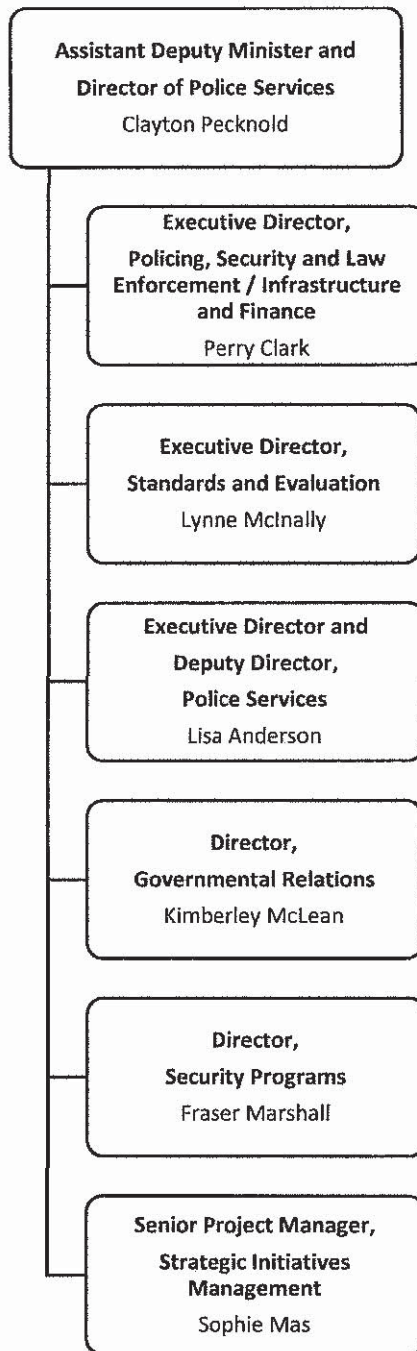 Assistant Deputy Minister and
Director of Police Services
Clayton Pecknold
Executive Director,
Policing, Security and Law
Enforcement / Infrastructure
and Finance
Perry Clark
Executive Director,
Standards and Evaluation
Lynne McInally
Executive Director and
Deputy Director,
Police Services
Lisa Anderson
Director,
Governmental Relations
Kimberley McLean
Director,
Security Programs
Fraser Marshall
Senior Project Manager,
Strategic Initiatives
Management
Sophie Mas